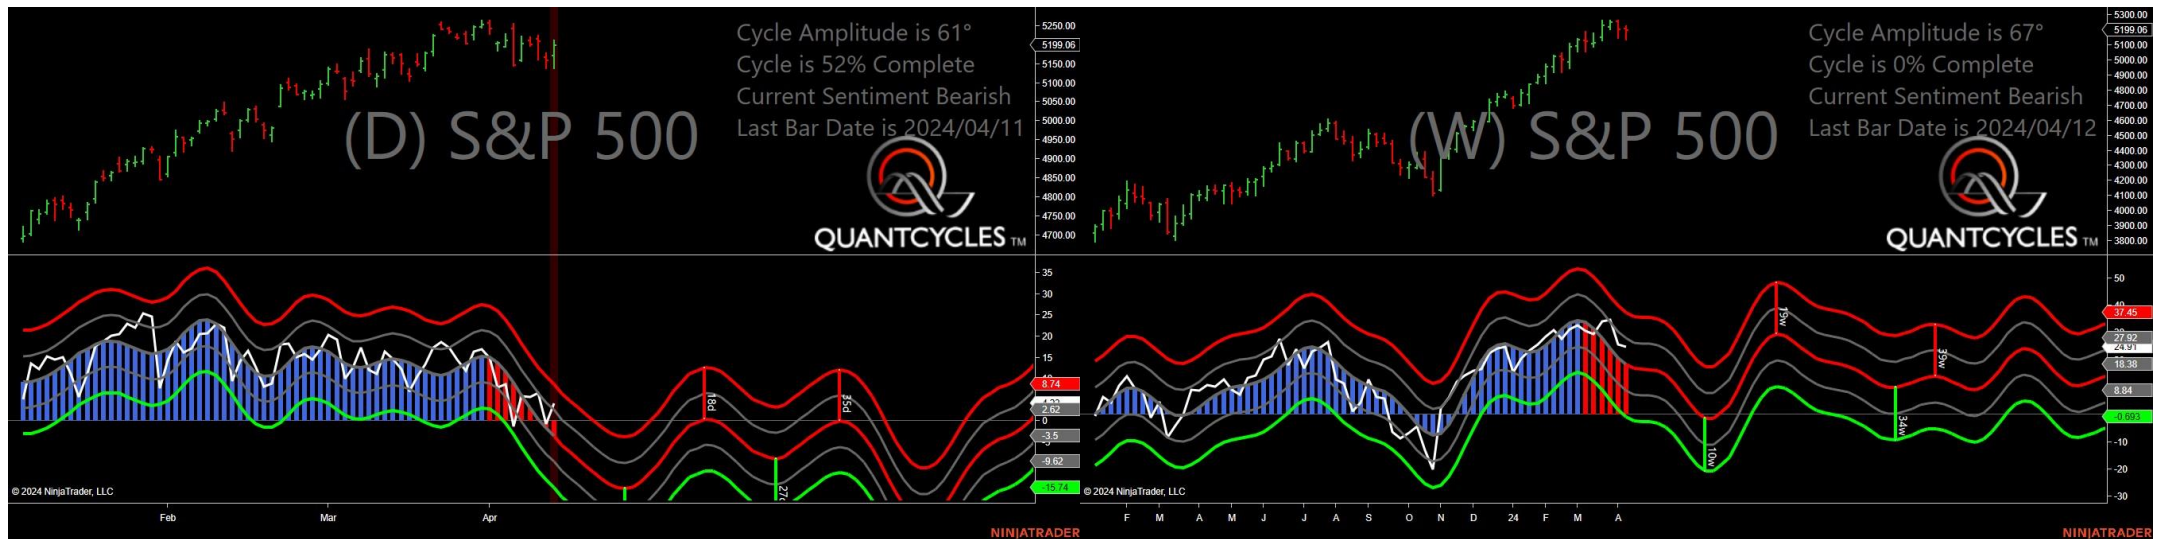 Cycle Amplitude is 61°
Cycle is 52% Complete
Current Sentiment Bearish
Last Bar Date is 2024/04/11
(D) S&P 500
QUANTCYCLES TM
5250.00
5199.06
5150.00
5100.00
5050.00
5000.00
4950.00
4900.00
4850.00
4800.00
4750.00
4700.00
35
30
25
20
15
8.74
2.62
0
-3.5
-9.62
-15.74
18d
35d
© 2024 NinjaTrader, LLC
Feb
Mar
Apr
NINJATRADER
Cycle Amplitude is 67°
Cycle is 0% Complete
Current Sentiment Bearish
Last Bar Date is 2024/04/12
(W) S&P 500
QUANTCYCLES TM
5300.00
5199.06
5100.00
5000.00
4900.00
4800.00
4700.00
4600.00
4500.00
4400.00
4300.00
4200.00
4100.00
4000.00
3900.00
3800.00
50
40
37.45
27.92
24.91
18.38
8.84
-0.693
-10
-20
-30
19w
39w
10w
34w
© 2024 NinjaTrader, LLC
F M A M J J A S O N D 24 F M A
NINJATRADER